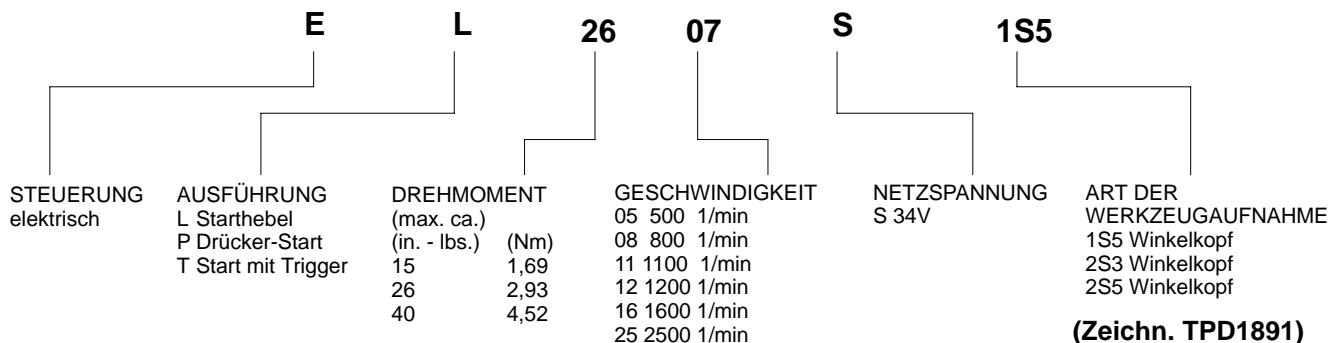 E L 26 07 S 1S5
STEUERUNG
elektrisch
AUSFÜHRUNG
L Starthebel
P Drücker-Start
T Start mit Trigger
DREHMOMENT
(max. ca.)
(in. - lbs.) (Nm)
15 1,69
26 2,93
40 4,52
GESCHWINDIGKEIT
05 500 1/min
08 800 1/min
11 1100 1/min
12 1200 1/min
16 1600 1/min
25 2500 1/min
NETZSPANNUNG
S 34V
ART DER
WERKZEUGAUFNAHME
1S5 Winkelkopf
2S3 Winkelkopf
2S5 Winkelkopf
(Zeichn. TPD1891)